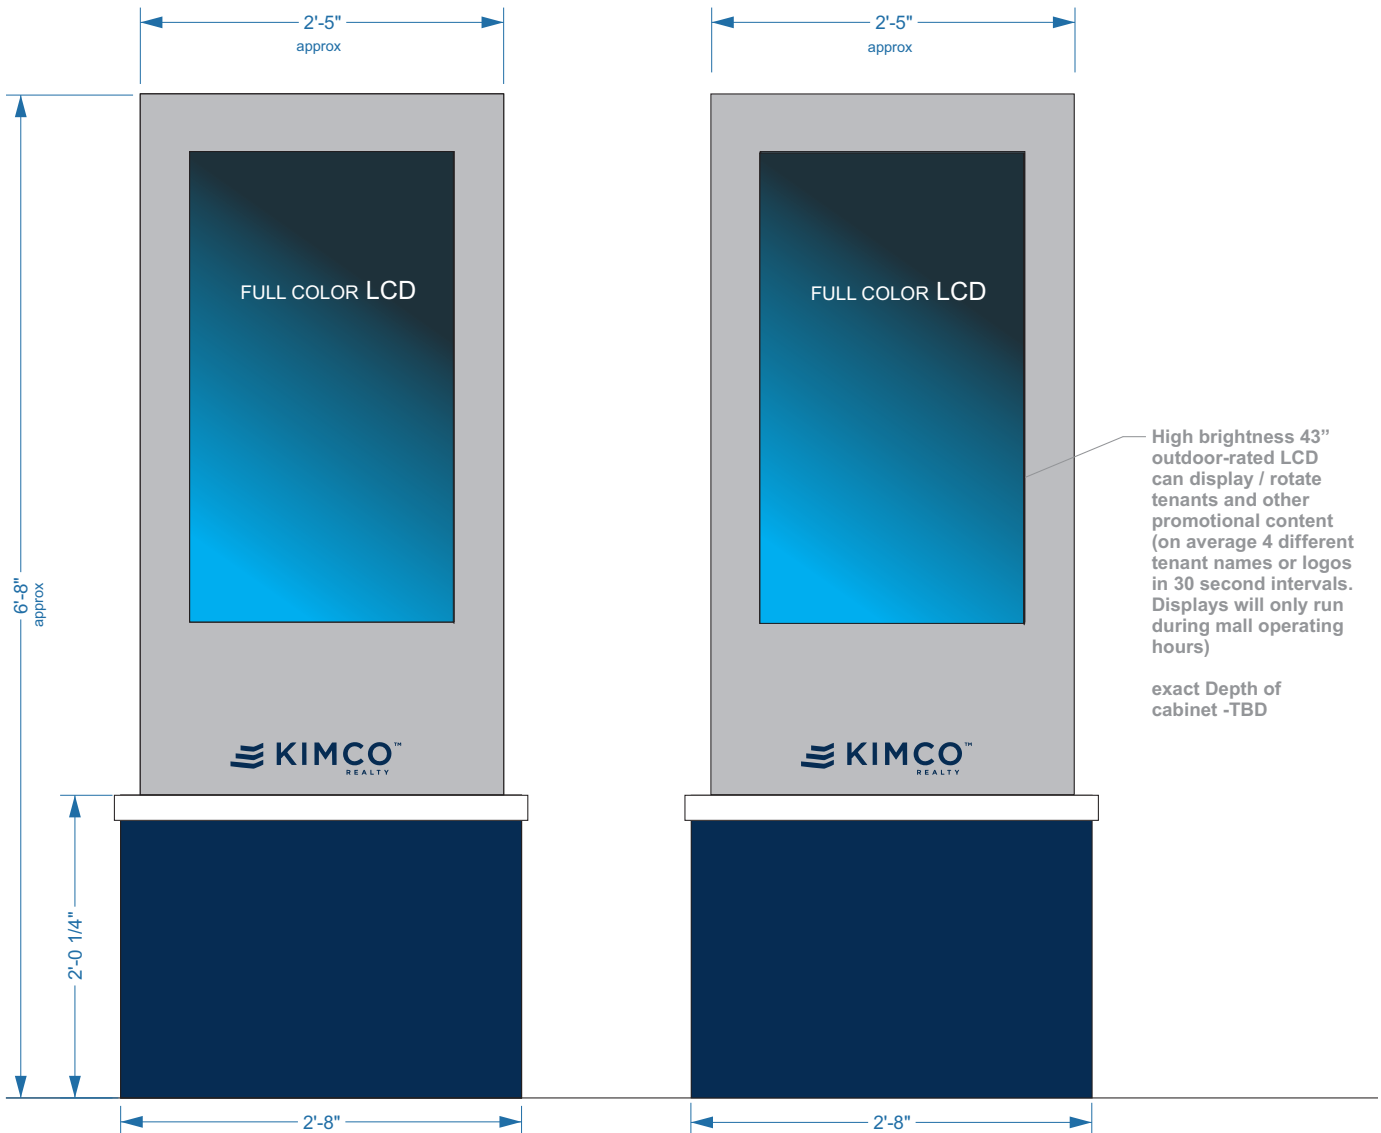 2'-5"
approx
2'-5"
approx
FULL COLOR LCD
FULL COLOR LCD
High brightness 43”
outdoor-rated LCD
can display / rotate
tenants and other
promotional content
(on average 4 different
tenant names or logos
in 30 second intervals.
Displays will only run
during mall operating
hours)
exact Depth of
cabinet -TBD
6'-8"
approx
KIMCO™
REALTY
KIMCO™
REALTY
2'-0 1/4"
2'-8"
2'-8"